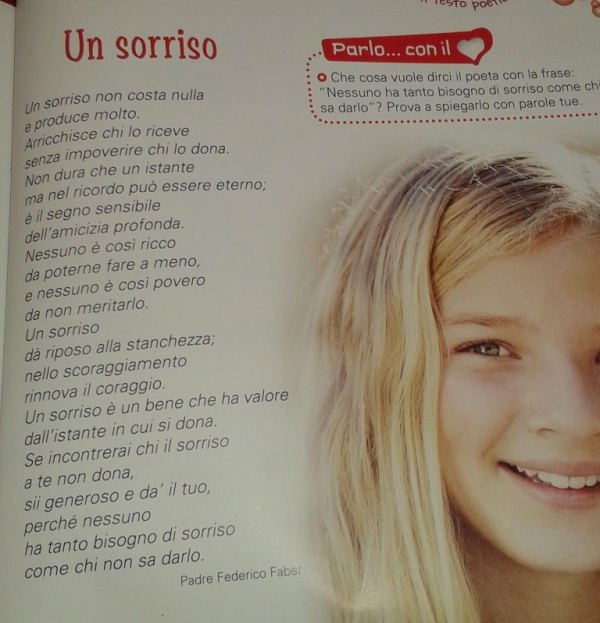 Testo poetico
Un sorriso
Un sorriso non costa nulla
e produce molto.
Arricchisce chi lo riceve
senza impoverire chi lo dona.
Non dura che un istante
ma nel ricordo può essere eterno;
è il segno sensibile
dell'amicizia profonda.
Nessuno è così ricco
da poterne fare a meno,
e nessuno è così povero
da non meritarlo.
Un sorriso
dà riposo alla stanchezza;
nello scoraggiamento
rinnova il coraggio.
Un sorriso è un bene che ha valore
dall'istante in cui si dona.
Se incontrerai chi il sorriso
a te non dona,
sii generoso e da' il tuo,
perché nessuno
ha tanto bisogno di sorriso
come chi non sa darlo.
Padre Federico Faber
Parlo... con il
Che cosa vuole dirci il poeta con la frase:
"Nessuno ha tanto bisogno di sorriso come chi
sa darlo"? Prova a spiegarlo con parole tue.